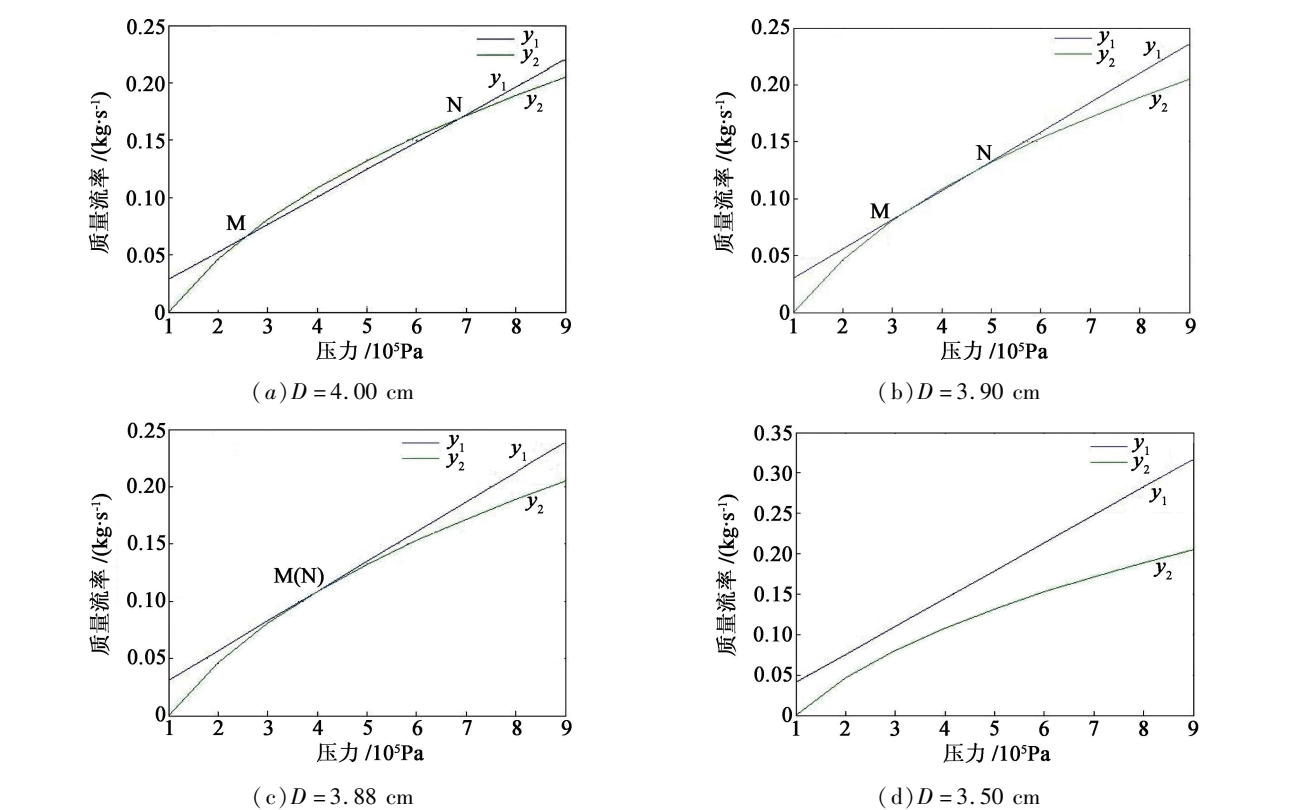 0.25
0.20
0.15
0.10
0.05
0
质量流率 /(kg·s⁻¹)
y₁
y₂
M
N
y₁
y₂
1 2 3 4 5 6 7 8 9
压力 /10⁵Pa
(a)D=4.00 cm
0.25
0.20
0.15
0.10
0.05
0
质量流率 /(kg·s⁻¹)
y₁
y₂
M
N
y₁
y₂
1 2 3 4 5 6 7 8 9
压力 /10⁵Pa
(b)D=3.90 cm
0.25
0.20
0.15
0.10
0.05
0
质量流率 /(kg·s⁻¹)
y₁
y₂
M(N)
y₁
y₂
1 2 3 4 5 6 7 8 9
压力 /10⁵Pa
(c)D=3.88 cm
0.35
0.30
0.25
0.20
0.15
0.10
0.05
0
质量流率 /(kg·s⁻¹)
y₁
y₂
y₁
y₂
1 2 3 4 5 6 7 8 9
压力 /10⁵Pa
(d)D=3.50 cm